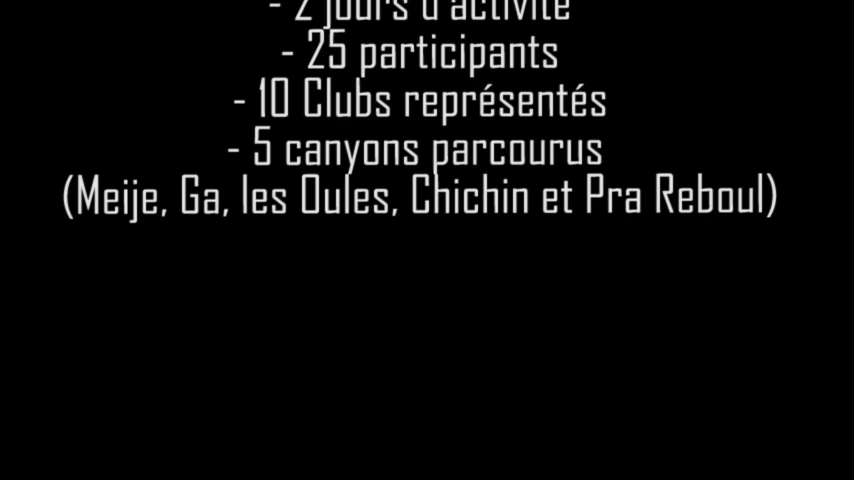 - 2 jours d'activité
- 25 participants
- 10 Clubs représentés
- 5 canyons parcourus
(Meije, Ga, les Oules, Chichin et Pra Reboul)